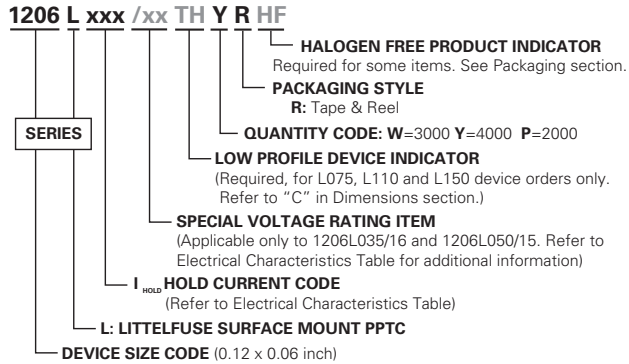 1206 L xxx /xx TH Y R HF
HALOGEN FREE PRODUCT INDICATOR
Required for some items. See Packaging section.
PACKAGING STYLE
R: Tape & Reel
SERIES
QUANTITY CODE: W=3000 Y=4000 P=2000
LOW PROFILE DEVICE INDICATOR
(Required, for L075, L110 and L150 device orders only.
Refer to “C” in Dimensions section.)
SPECIAL VOLTAGE RATING ITEM
(Applicable only to 1206L035/16 and 1206L050/15. Refer to
Electrical Characteristics Table for additional information)
I HOLD HOLD CURRENT CODE
(Refer to Electrical Characteristics Table)
L: LITTELFUSE SURFACE MOUNT PPTC
DEVICE SIZE CODE (0.12 x 0.06 inch)